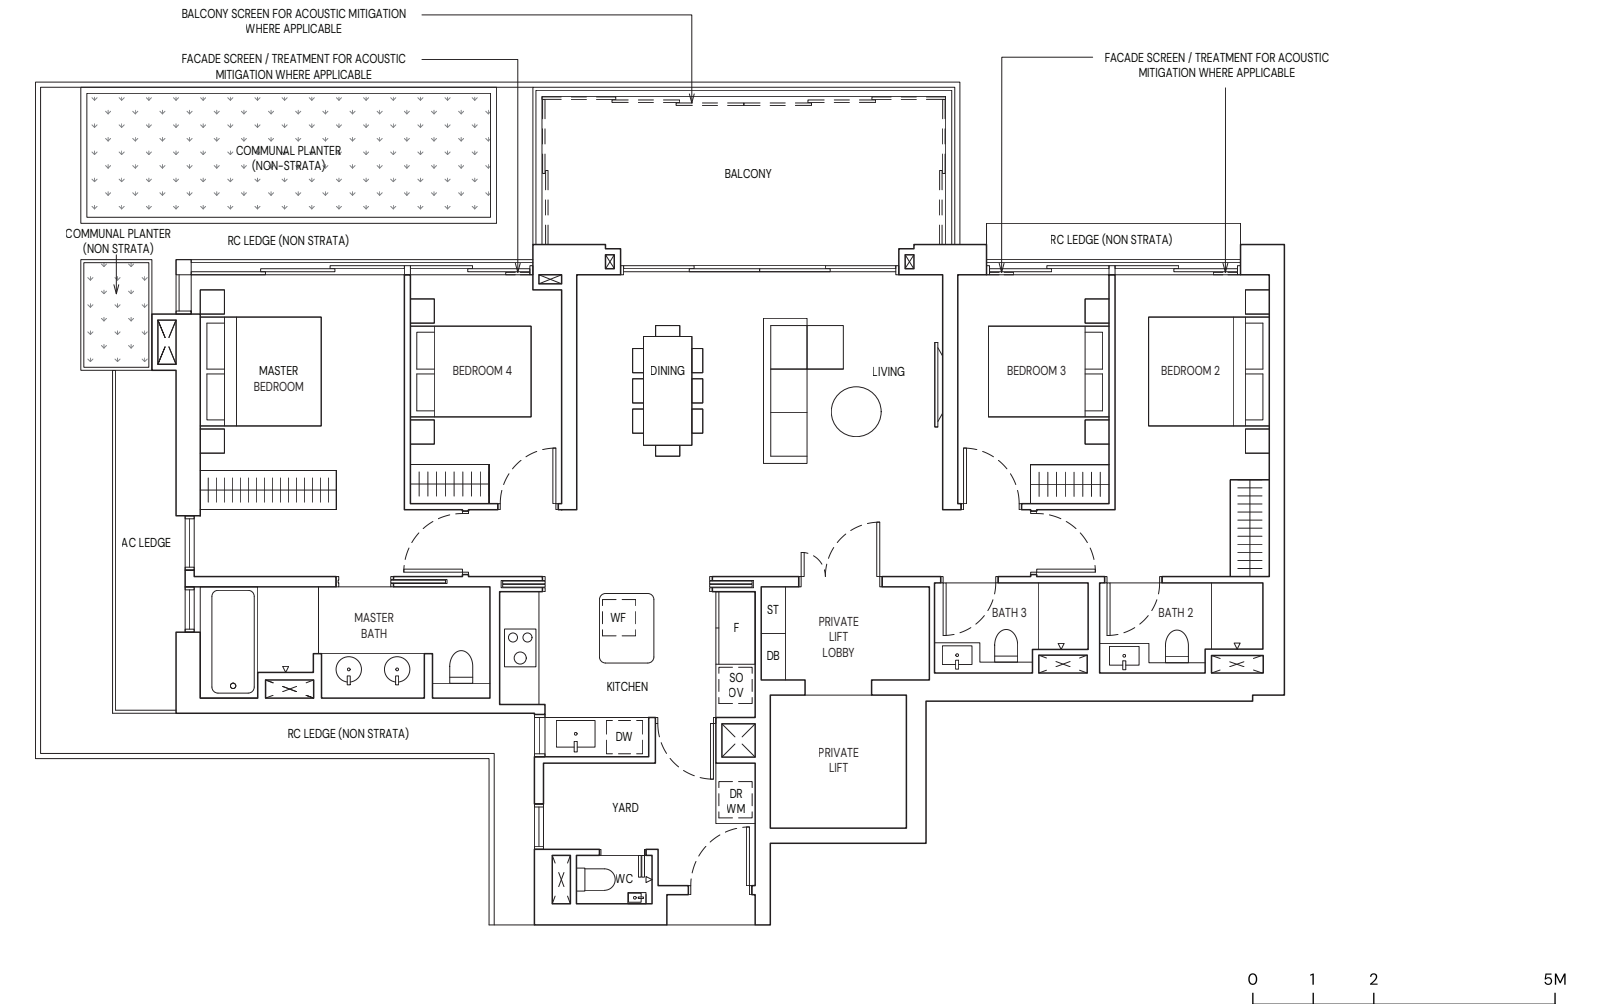 BALCONY SCREEN FOR ACOUSTIC MITIGATION
WHERE APPLICABLE
FACADE SCREEN / TREATMENT FOR ACOUSTIC
MITIGATION WHERE APPLICABLE
FACADE SCREEN / TREATMENT FOR ACOUSTIC
MITIGATION WHERE APPLICABLE
COMMUNAL PLANTER
(NON-STRATA)
BALCONY
COMMUNAL PLANTER
(NON STRATA)
RC LEDGE (NON STRATA)
RC LEDGE (NON STRATA)
MASTER
BEDROOM
BEDROOM 4
DINING
LIVING
BEDROOM 3
BEDROOM 2
AC LEDGE
MASTER
BATH
WF
F
ST
DB
PRIVATE
LIFT
LOBBY
BATH 3
BATH 2
KITCHEN
SO
OV
RC LEDGE (NON STRATA)
DW
PRIVATE
LIFT
YARD
DR
WM
WC
0 1 2 5M